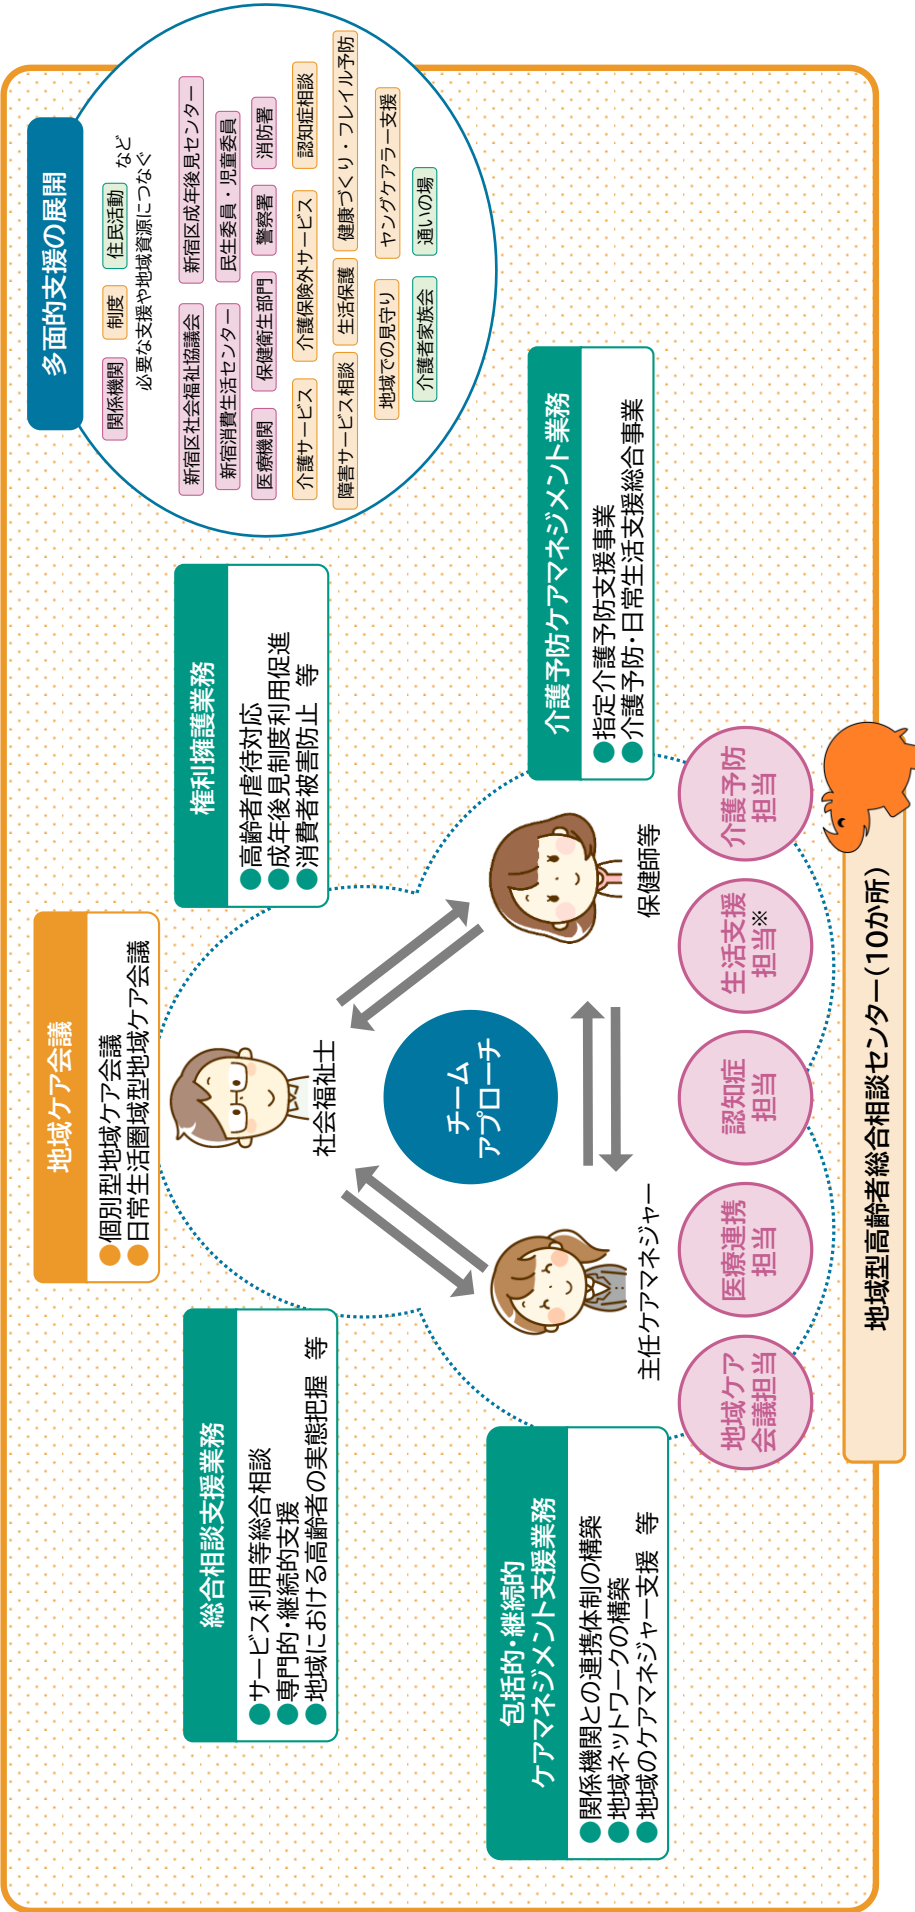 地域ケア会議
●個別型地域ケア会議
●日常生活圏域型地域ケア会議
多面的支援の展開
関係機関 制度 住民活動 など
必要な支援や地域資源につなぐ
新宿区社会福祉協議会 新宿区成年後見センター
新宿消費生活センター 民生委員・児童委員
医療機関 保健衛生部門 警察署 消防署
介護サービス 介護保険外サービス 認知症相談
障害サービス相談 生活保護 健康づくり・フレイル予防
地域での見守り ヤングケアラー支援
介護者家族会 通いの場
総合相談支援業務
●サービス利用等総合相談
●専門的・継続的支援
●地域における高齢者の実態把握 等
権利擁護業務
●高齢者虐待対応
●成年後見制度利用促進
●消費者被害防止 等
社会福祉士
チーム
アプローチ
包括的・継続的
ケアマネジメント支援業務
●関係機関との連携体制の構築
●地域ネットワークの構築
●地域のケアマネジャー支援 等
介護予防ケアマネジメント業務
●指定介護予防支援事業
●介護予防・日常生活支援総合事業
主任ケアマネジャー
保健師等
地域ケア
会議担当
医療連携
担当
認知症
担当
生活支援
担当※
介護予防
担当
地域型高齢者総合相談センター(10か所)